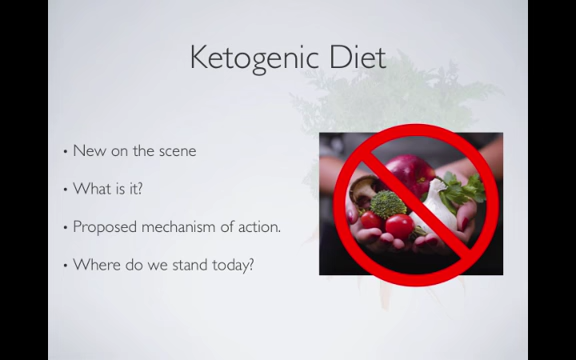 Ketogenic Diet
• New on the scene
• What is it?
• Proposed mechanism of action.
• Where do we stand today?